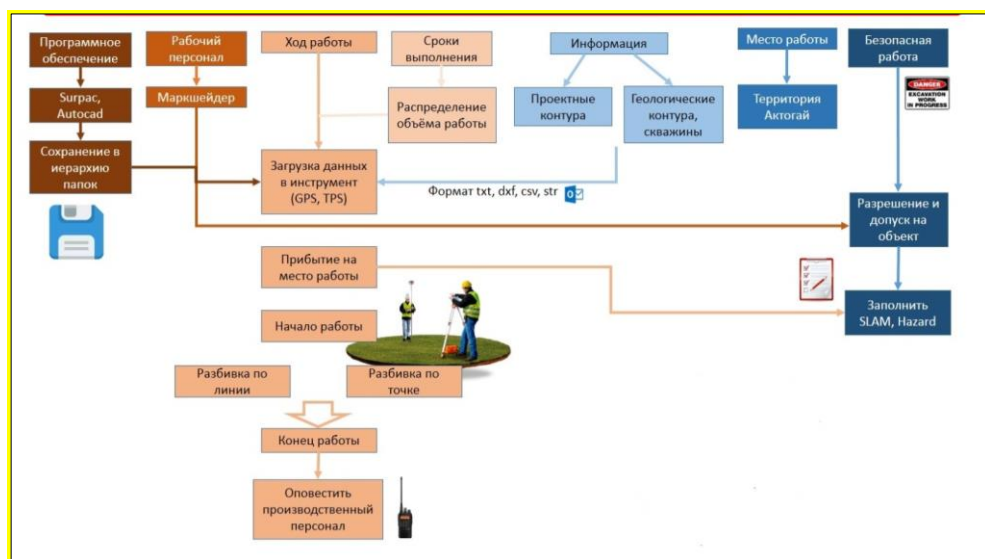 Программное
обеспечение
Рабочий
персонал
Ход работы
Сроки
выполнения
Информация
Место работы
Безопасная
работа
Surpac,
Autocad
Маркшейдер
Распределение
объёма работы
Проектные
контура
Геологические
контура,
скважины
Территория
Актогай
DANGER
EXCAVATION
WORK
IN PROGRESS
Сохранение в
иерархию
папок
Загрузка данных
в инструмент
(GPS, TPS)
Формат txt, dxf, csv, str
Разрешение и
допуск на
объект
Прибытие на
место работы
Заполнить
SLAM, Hazard
Начало работы
Разбивка по
линии
Разбивка по
точке
Конец работы
Оповестить
производственный
персонал